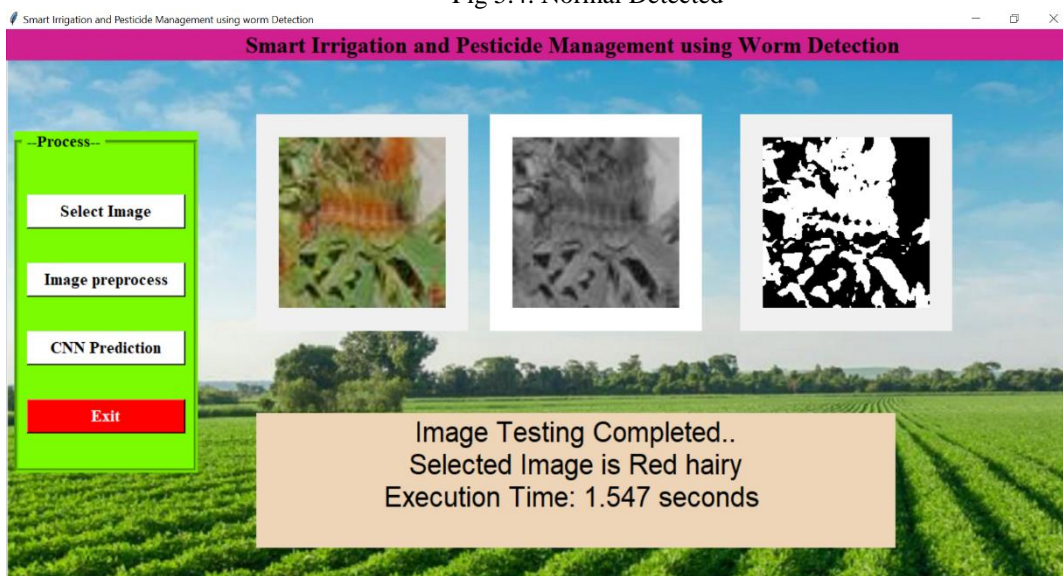 Fig 3.4: Normal Detected
Smart Irrigation and Pesticide Management using worm Detection
Smart Irrigation and Pesticide Management using Worm Detection
--Process--
Select Image
Image preprocess
CNN Prediction
Exit
Image Testing Completed..
Selected Image is Red hairy
Execution Time: 1.547 seconds